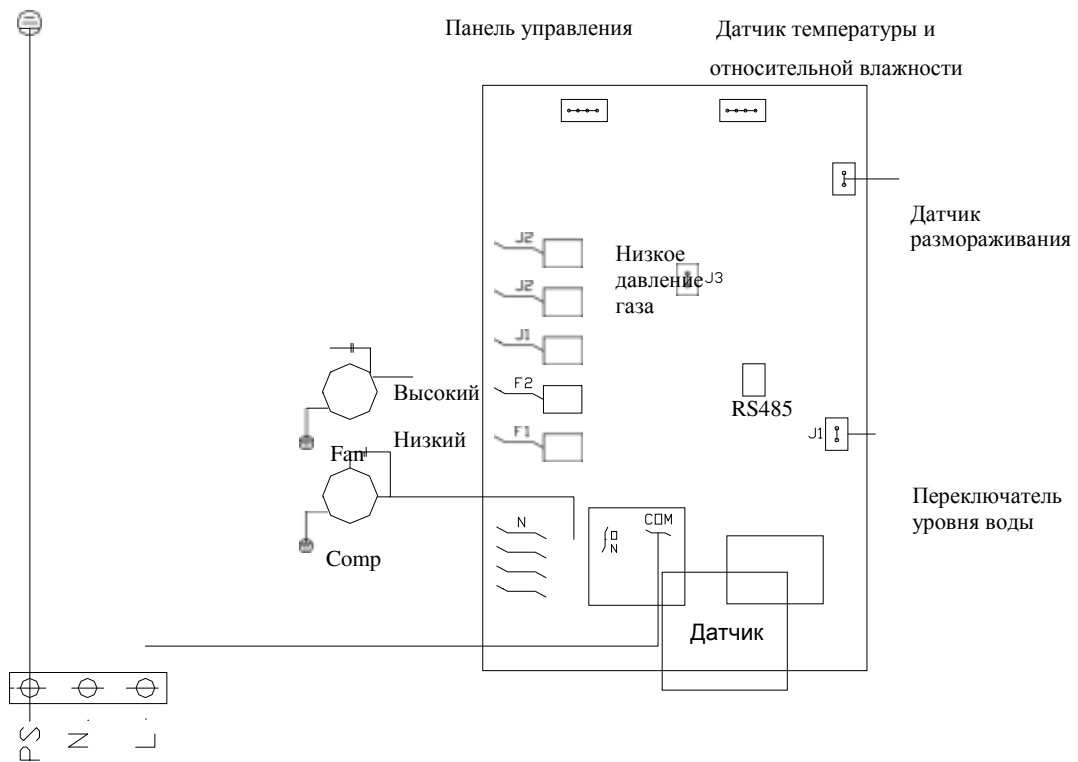 Панель управления
Датчик температуры и
относительной влажности
Датчик
размораживания
J2
Низкое
давление
газа
J3
J2
J1
Высокий
F2
RS485
Низкий
F1
J1
Fan
Переключатель
уровня воды
N
ON
COM
Comp
Датчик
PS
N.
L.